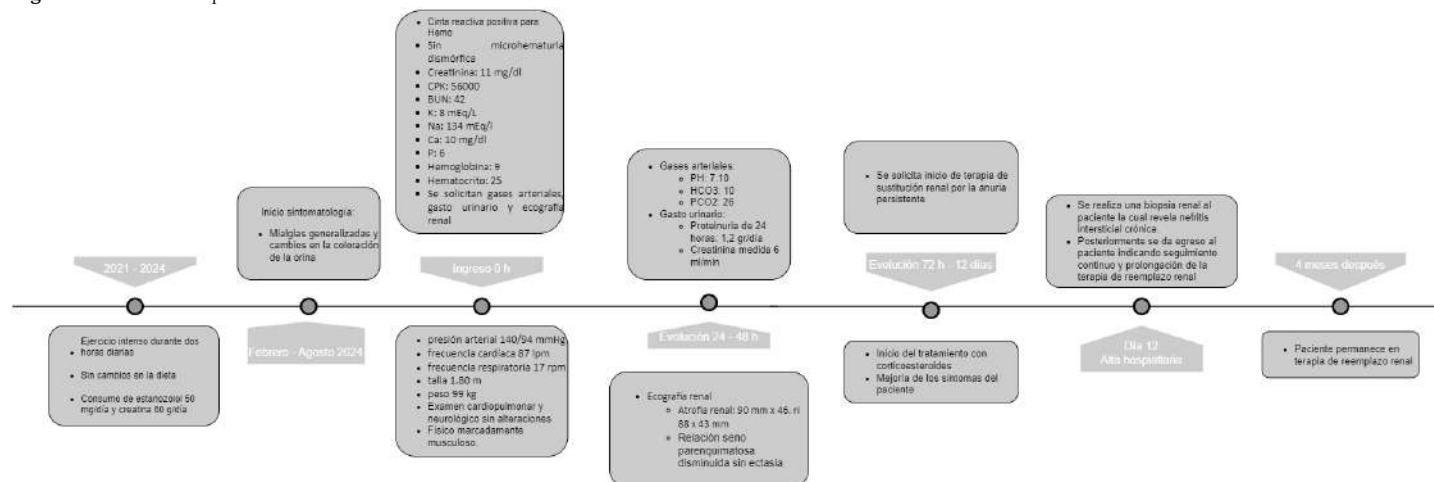 2021 - 2024
Ejercicio intenso durante dos
horas diarias
Sin cambios en la dieta
Consumo de estanozolol 50
mg/día y creatina 60 g/día
Inicio sintomatología:
Mialgias generalizadas y
cambios en la coloración
de la orina
Febrero - Agosto 2024
Cinta reactiva positiva para
Hemo
Sin microhematuria
dismórfica
Creatinina: 11 mg/dl
CPK: 56000
BUN: 42
K: 8 mEq/L
Na: 134 mEq/l
Ca: 10 mg/dl
P: 6
Hemoglobina: 9
Hematocrito: 25
Se solicitan gases arteriales,
gasto urinario y ecografía
renal
Ingreso 0 h
presión arterial 140/94 mmHg
frecuencia cardíaca 87 lpm
frecuencia respiratoria 17 rpm
talla 1.80 m
peso 99 kg
Examen cardiopulmonar y
neurológico sin alteraciones
Físico marcadamente
musculoso.
Gases arteriales:
PH: 7.10
HCO3: 10
PCO2: 26
Gasto urinario:
Proteinuria de 24
horas: 1,2 gr/día
Creatinina medida 6
ml/min
Evolución 24 - 48 h
Ecografía renal
Atrofia renal: 90 mm x 46. ri
88 x 43 mm
Relación seno
parenquimatosa
disminuida sin ectasia
Se solicita inicio de terapia de
sustitución renal por la anuria
persistente
Evolución 72 h - 12 días
Inicio del tratamiento con
corticoesteroides
Mejoría de los síntomas del
paciente
Se realiza una biopsia renal al
paciente la cual revela nefritis
intersticial crónica.
Posteriormente se da egreso al
paciente indicando seguimiento
continuo y prolongación de la
terapia de reemplazo renal
Día 12
Alta hospitalaria
4 meses después
Paciente permanece en
terapia de reemplazo renal